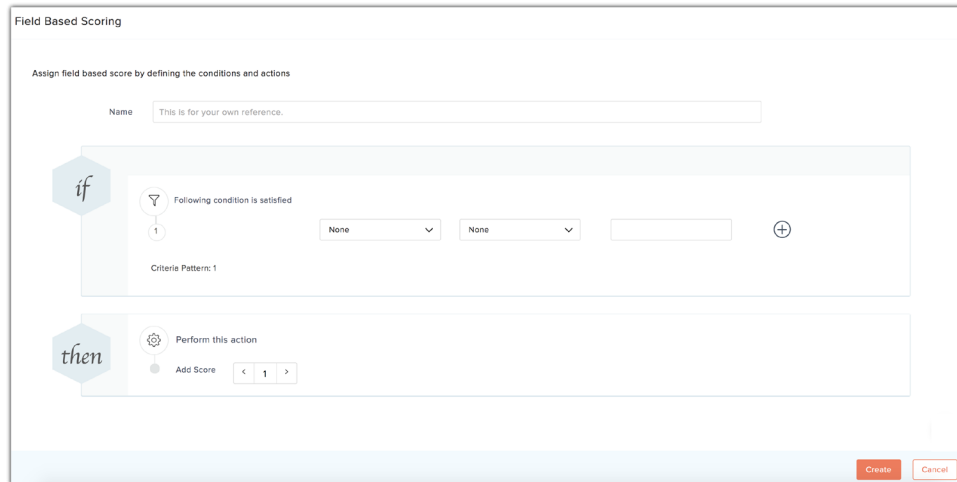 Field Based Scoring
Assign field based score by defining the conditions and actions
Name This is for your own reference.
if
Following condition is satisfied
1 None None
Criteria Pattern: 1
then
Perform this action
Add Score < 1 >
Create Cancel